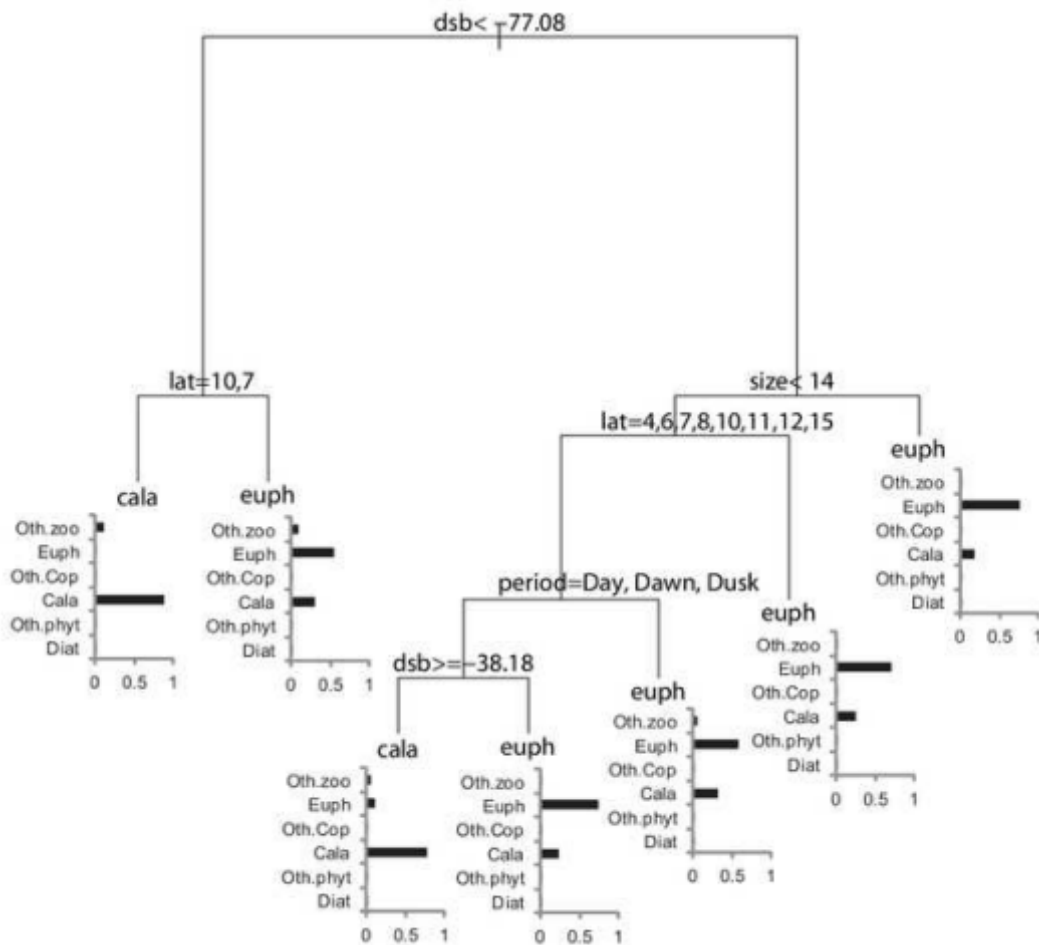 dsb< −77.08
lat=10,7
size< 14
lat=4,6,7,8,10,11,12,15
euph
Oth.zoo
Euph
Oth.Cop
Cala
Oth.phyt
Diat
0 0.5 1
cala
Oth.zoo
Euph
Oth.Cop
Cala
Oth.phyt
Diat
0 0.5 1
euph
Oth.zoo
Euph
Oth.Cop
Cala
Oth.phyt
Diat
0 0.5 1
period=Day, Dawn, Dusk
euph
Oth.zoo
Euph
Oth.Cop
Cala
Oth.phyt
Diat
0 0.5 1
dsb>=−38.18
euph
Oth.zoo
Euph
Oth.Cop
Cala
Oth.phyt
Diat
0 0.5 1
cala
Oth.zoo
Euph
Oth.Cop
Cala
Oth.phyt
Diat
0 0.5 1
euph
Oth.zoo
Euph
Oth.Cop
Cala
Oth.phyt
Diat
0 0.5 1